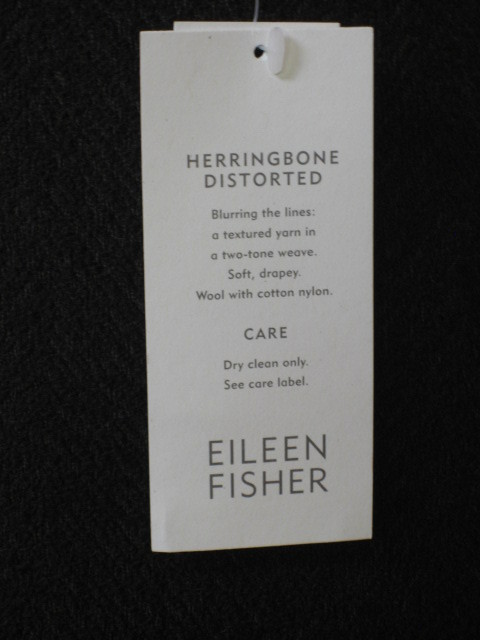 HERRINGBONE
DISTORTED
Blurring the lines:
a textured yarn in
a two-tone weave.
Soft, drapey.
Wool with cotton nylon.
CARE
Dry clean only.
See care label.
EILEEN
FISHER